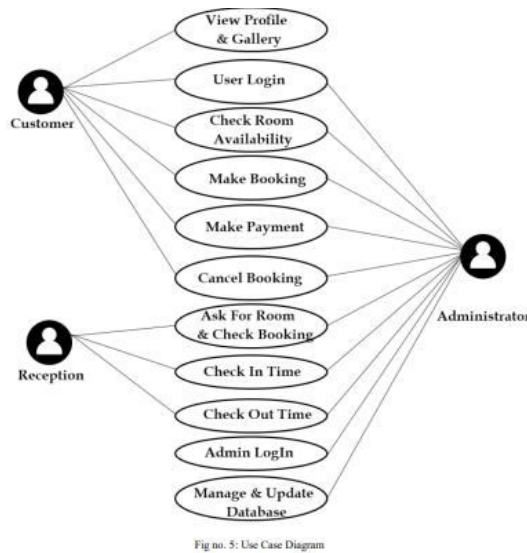 View Profile
& Gallery
User Login
Customer
Check Room
Availability
Make Booking
Make Payment
Cancel Booking
Administrator
Ask For Room
& Check Booking
Reception
Check In Time
Check Out Time
Admin LogIn
Manage & Update
Database
Fig no. 5: Use Case Diagram